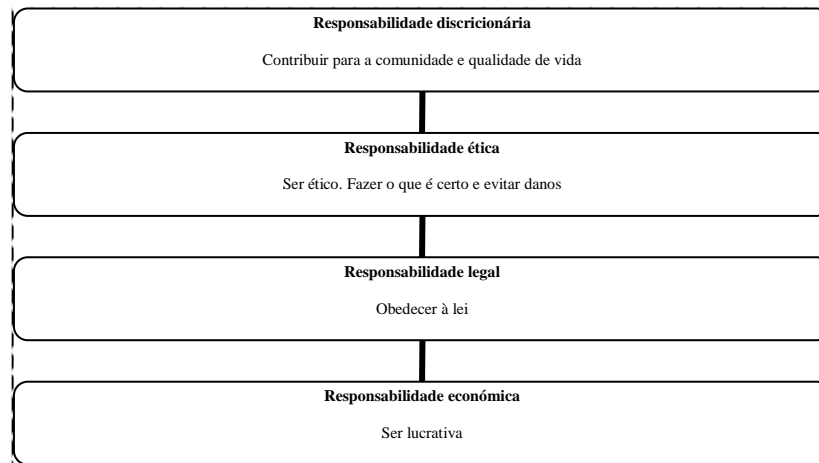 Responsabilidade discricionária
Contribuir para a comunidade e qualidade de vida
Responsabilidade ética
Ser ético. Fazer o que é certo e evitar danos
Responsabilidade legal
Obedecer à lei
Responsabilidade económica
Ser lucrativa